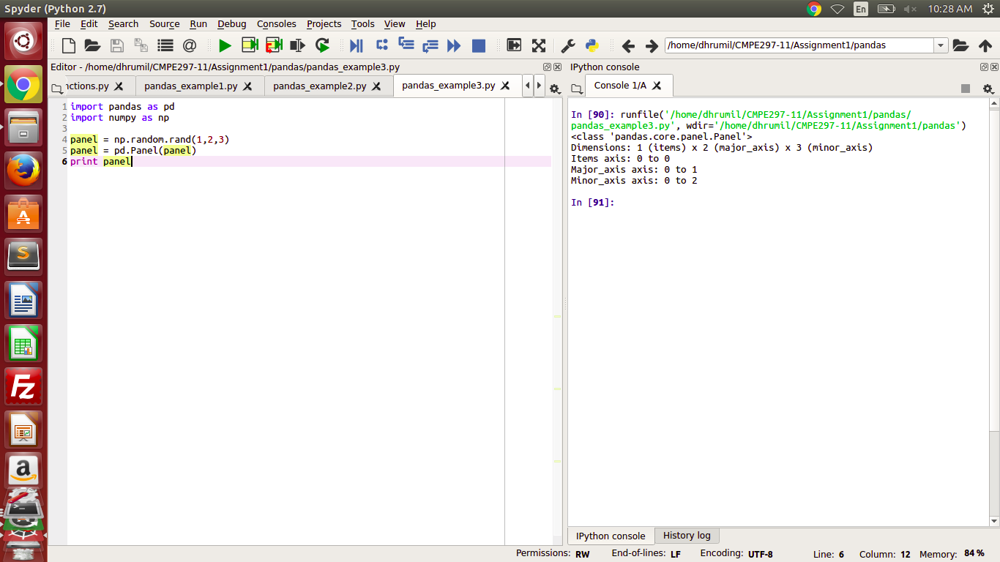 Spyder (Python 2.7)
En
10:28 AM
File Edit Search Source Run Debug Consoles Projects Tools View Help
/home/dhrumil/CMPE297-11/Assignment1/pandas
Editor - /home/dhrumil/CMPE297-11/Assignment1/pandas/pandas_example3.py
nctions.py pandas_example1.py pandas_example2.py pandas_example3.py
1 import pandas as pd
2 import numpy as np
3
4 panel = np.random.rand(1,2,3)
5 panel = pd.Panel(panel)
6 print panel
IPython console
Console 1/A
In [90]: runfile('/home/dhrumil/CMPE297-11/Assignment1/pandas/
pandas_example3.py', wdir='/home/dhrumil/CMPE297-11/Assignment1/pandas')
<class 'pandas.core.panel.Panel'>
Dimensions: 1 (items) x 2 (major_axis) x 3 (minor_axis)
Items axis: 0 to 0
Major_axis axis: 0 to 1
Minor_axis axis: 0 to 2
In [91]:
IPython console History log
Permissions: RW End-of-lines: LF Encoding: UTF-8 Line: 6 Column: 12 Memory: 84 %
A
S
Fz
a